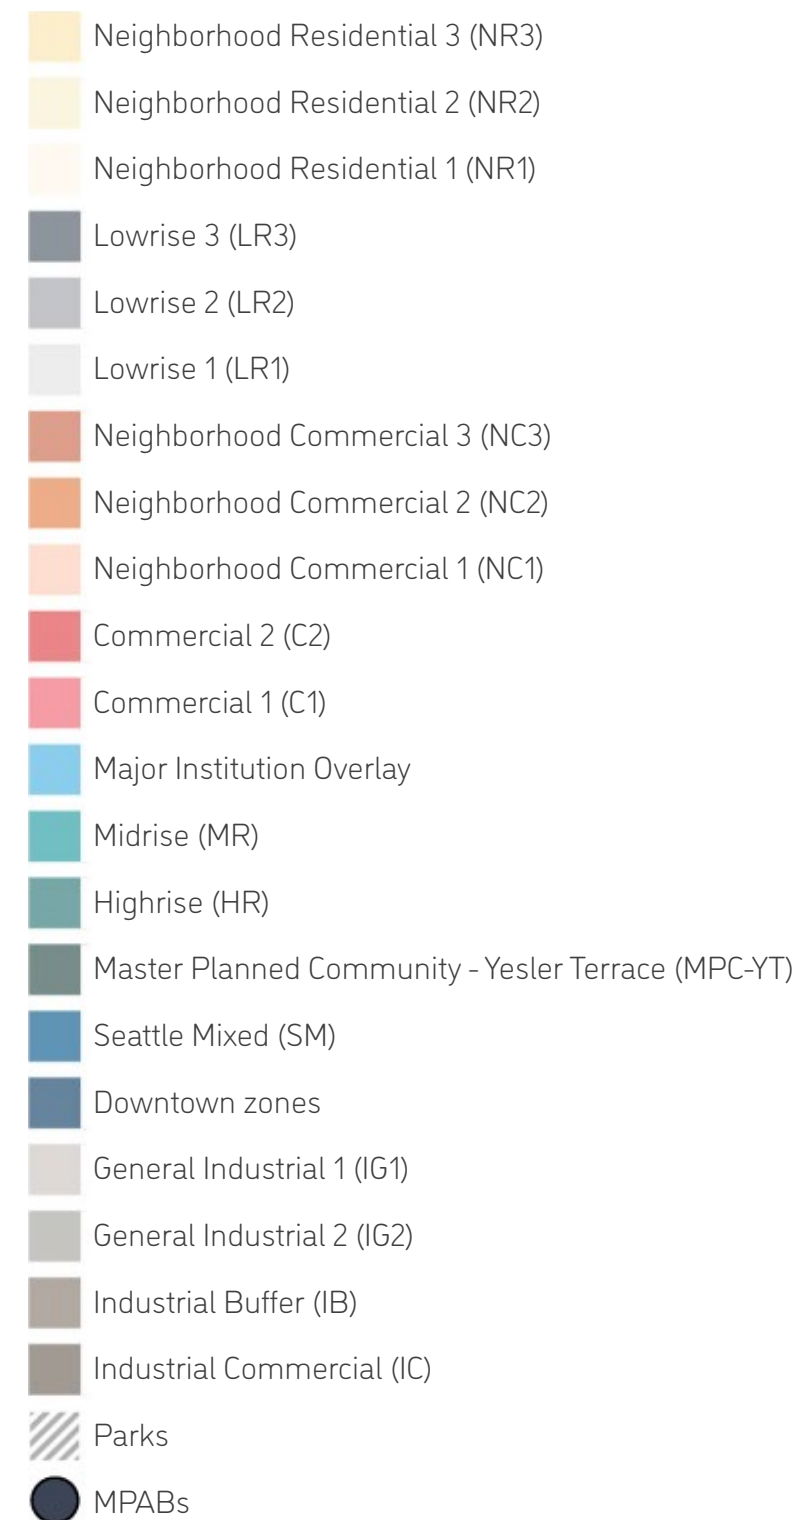 Neighborhood Residential 3 (NR3)
Neighborhood Residential 2 (NR2)
Neighborhood Residential 1 (NR1)
Lowrise 3 (LR3)
Lowrise 2 (LR2)
Lowrise 1 (LR1)
Neighborhood Commercial 3 (NC3)
Neighborhood Commercial 2 (NC2)
Neighborhood Commercial 1 (NC1)
Commercial 2 (C2)
Commercial 1 (C1)
Major Institution Overlay
Midrise (MR)
Highrise (HR)
Master Planned Community - Yesler Terrace (MPC-YT)
Seattle Mixed (SM)
Downtown zones
General Industrial 1 (IG1)
General Industrial 2 (IG2)
Industrial Buffer (IB)
Industrial Commercial (IC)
Parks
MPABs